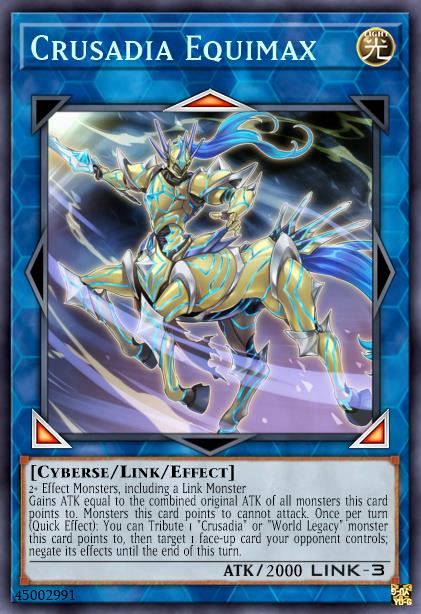 Crusadia Equimax
LIGHT
光
[Cyberse/Link/Effect]
2+ Effect Monsters, including a Link Monster
Gains ATK equal to the combined original ATK of all monsters this card
points to. Monsters this card points to cannot attack. Once per turn
(Quick Effect): You can Tribute 1 "Crusadia" or "World Legacy" monster
this card points to, then target 1 face-up card your opponent controls;
negate its effects until the end of this turn.
ATK/2000 LINK-3
45002991